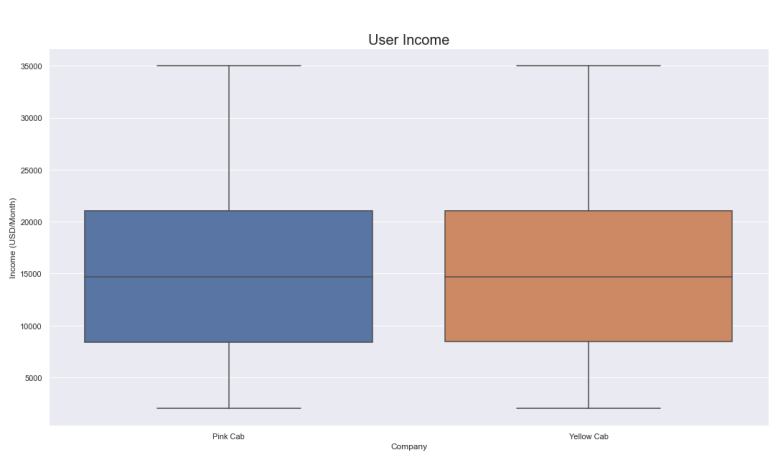 User Income
Income (USD/Month)
35000
30000
25000
20000
15000
10000
5000
Pink Cab
Yellow Cab
Company